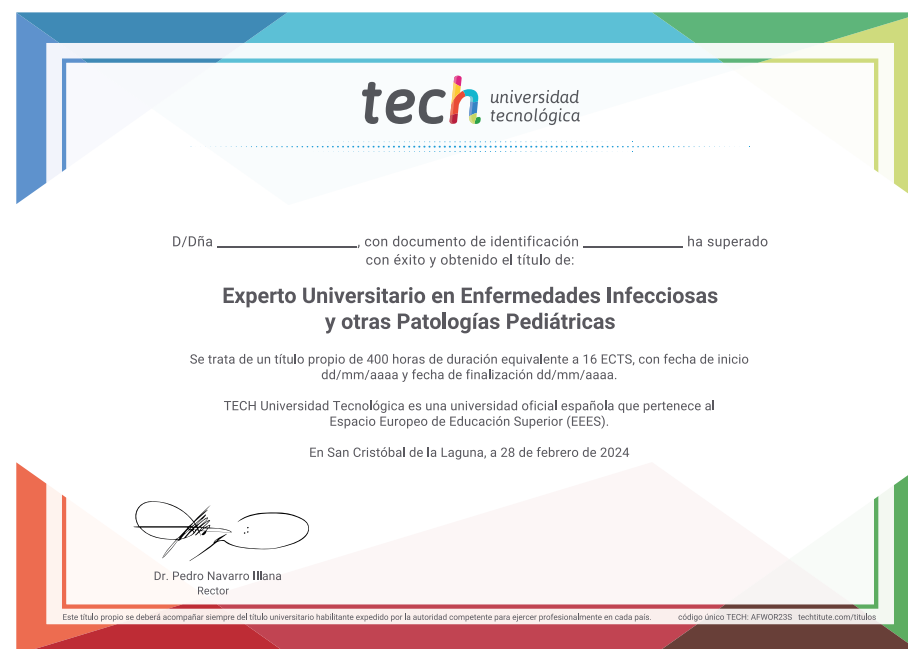 tech universidad
tecnológica
D/Dña ____________________, con documento de identificación ______________ ha superado
con éxito y obtenido el título de:
Experto Universitario en Enfermedades Infecciosas
y otras Patologías Pediátricas
Se trata de un título propio de 400 horas de duración equivalente a 16 ECTS, con fecha de inicio
dd/mm/aaaa y fecha de finalización dd/mm/aaaa.
TECH Universidad Tecnológica es una universidad oficial española que pertenece al
Espacio Europeo de Educación Superior (EEES).
En San Cristóbal de la Laguna, a 28 de febrero de 2024
Dr. Pedro Navarro Illana
Rector
Este título propio se deberá acompañar siempre del título universitario habilitante expedido por la autoridad competente para ejercer profesionalmente en cada país. código único TECH: AFWOR23S techtitute.com/titulos